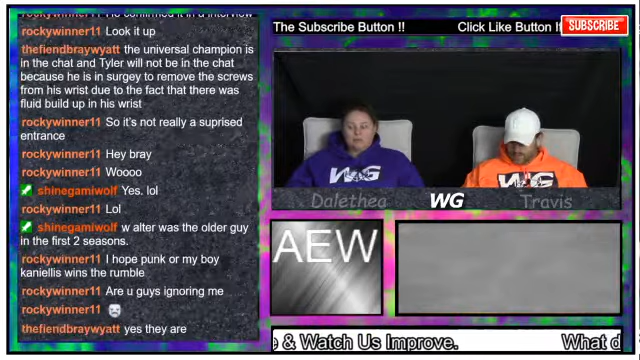 rockywinner11 He confirmed it in a interview
rockywinner11 Look it up
thefiendbraywyatt the universal champion is
in the chat and Tyler will not be in the chat
because he is in surgey to remove the screws
from his wrist due to the fact that there was
fluid build up in his wrist
rockywinner11 So it's not really a suprised
entrance
rockywinner11 Hey bray
rockywinner11 Woooo
shinegamiwolf Yes. lol
rockywinner11 Lol
shinegamiwolf w alter was the older guy
in the first 2 seasons.
rockywinner11 I hope punk or my boy
kaniellis wins the rumble
rockywinner11 Are u guys ignoring me
rockywinner11
thefiendbraywyatt yes they are
The Subscribe Button !! Click Like Button I
SUBSCRIBE
WG
WG
Dalethea WG Travis
AEW
& Watch Us Improve. What d